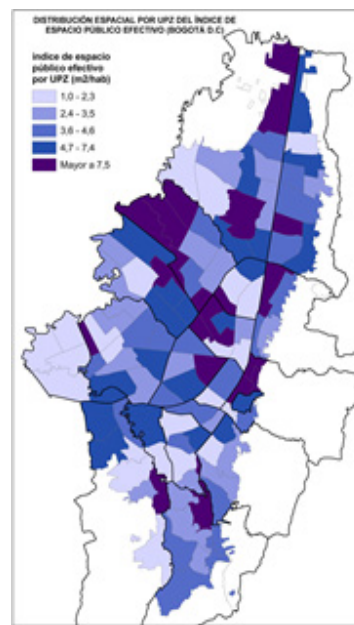 DISTRIBUCIÓN ESPACIAL POR UPZ DEL ÍNDICE DE
ESPACIO PÚBLICO EFECTIVO (BOGOTÁ D.C)
índice de espacio
público efectivo
por UPZ (m2/hab)
1,0 - 2,3
2,4 - 3,5
3,6 - 4,6
4,7 - 7,4
Mayor a 7,5